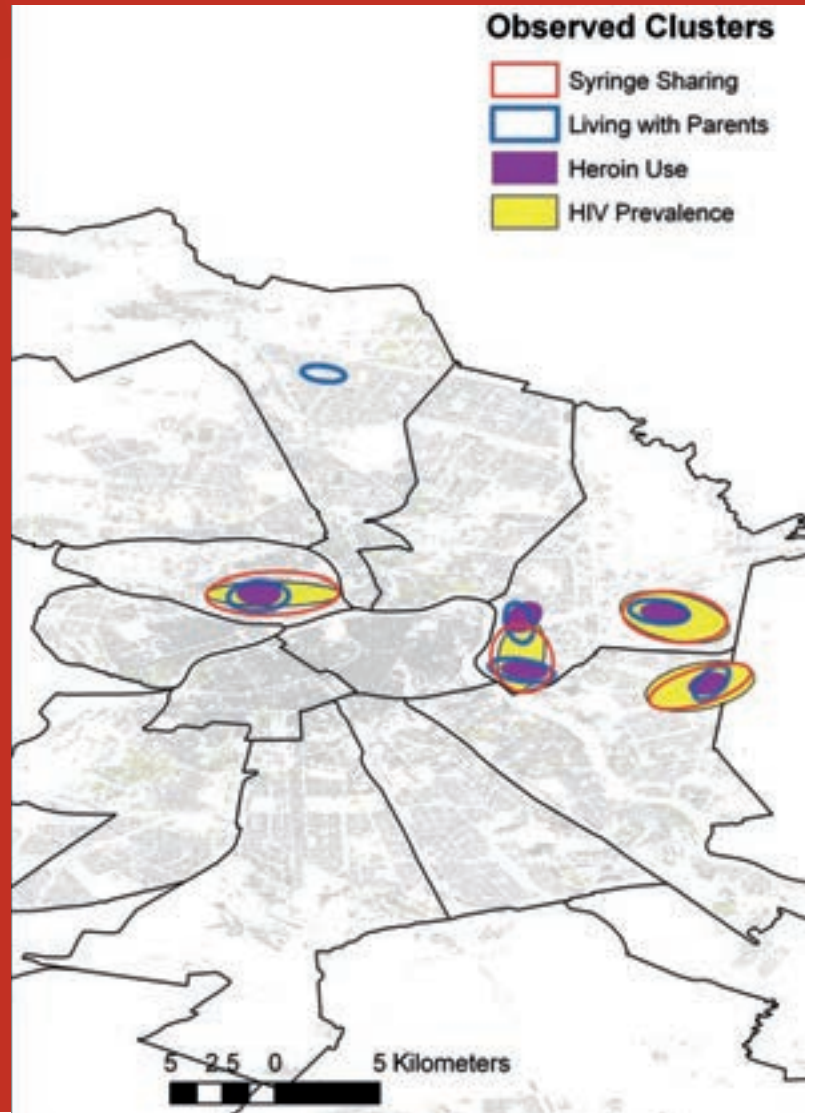 Observed Clusters
Syringe Sharing
Living with Parents
Heroin Use
HIV Prevalence
5 2.5 0 5 Kilometers